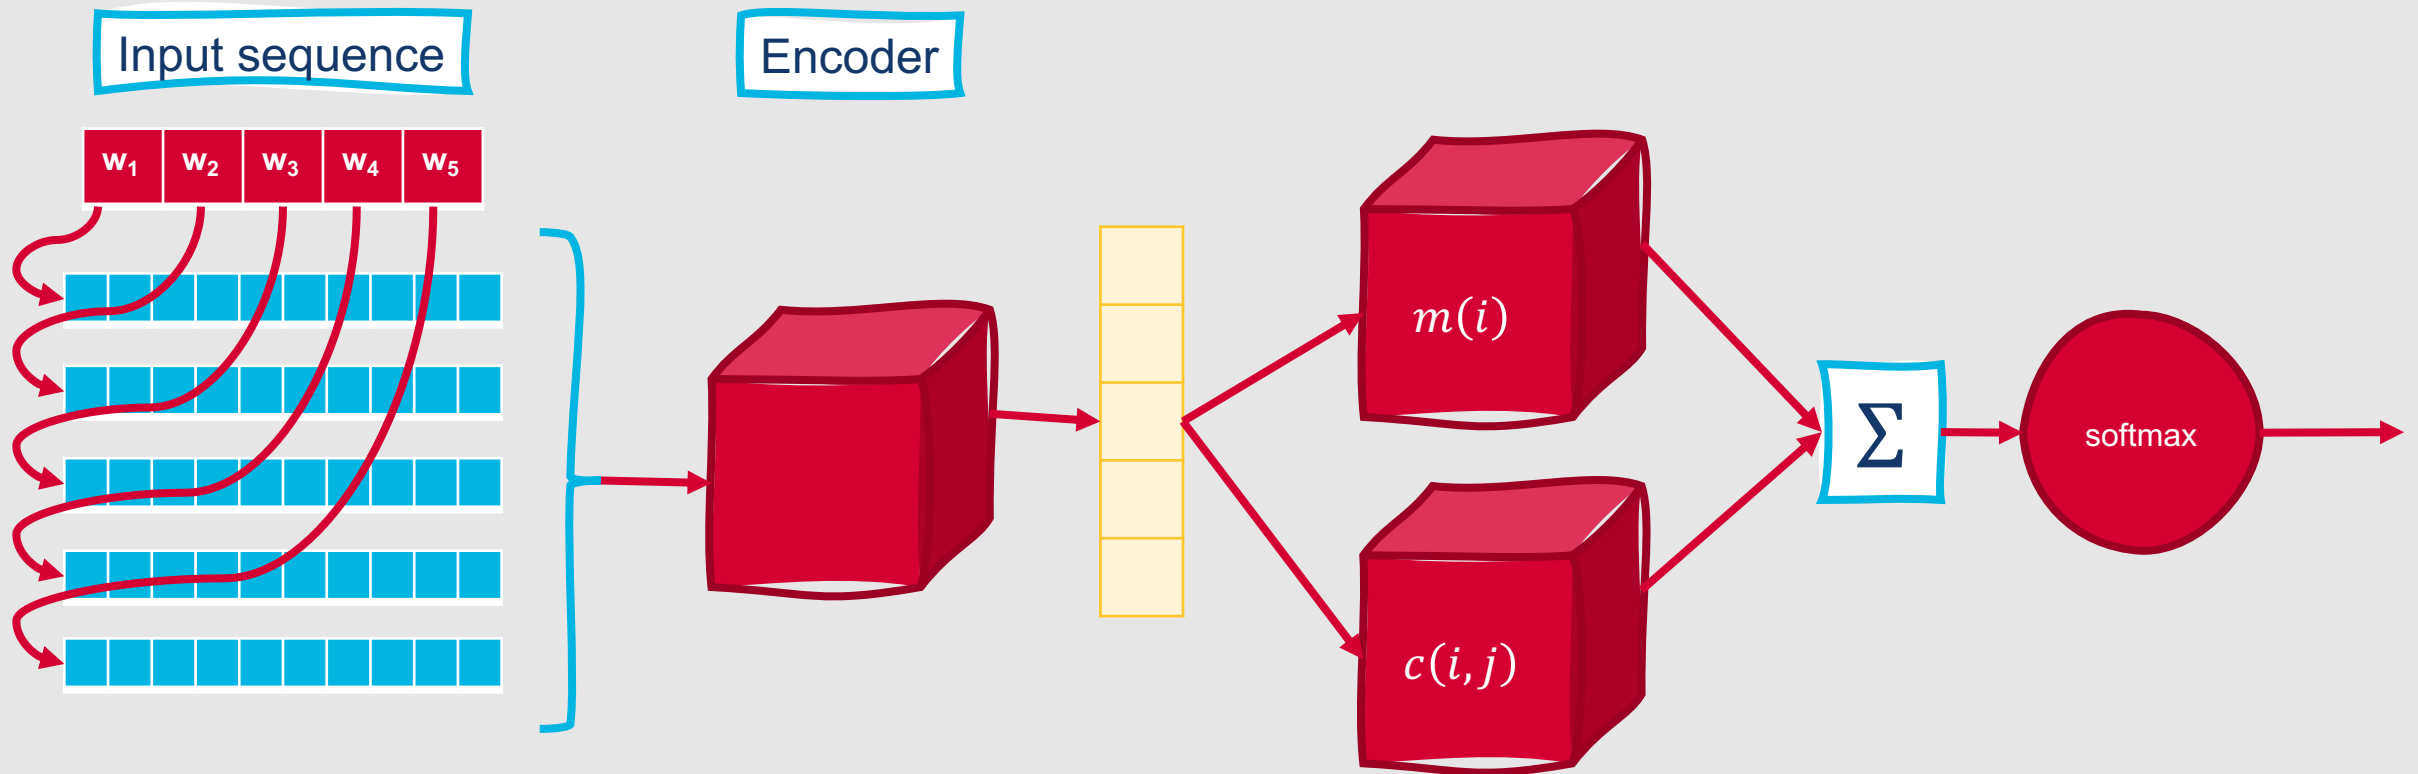 Input sequence
Encoder
w₁ w₂ w₃ w₄ w₅
m(i)
c(i, j)
Σ
softmax